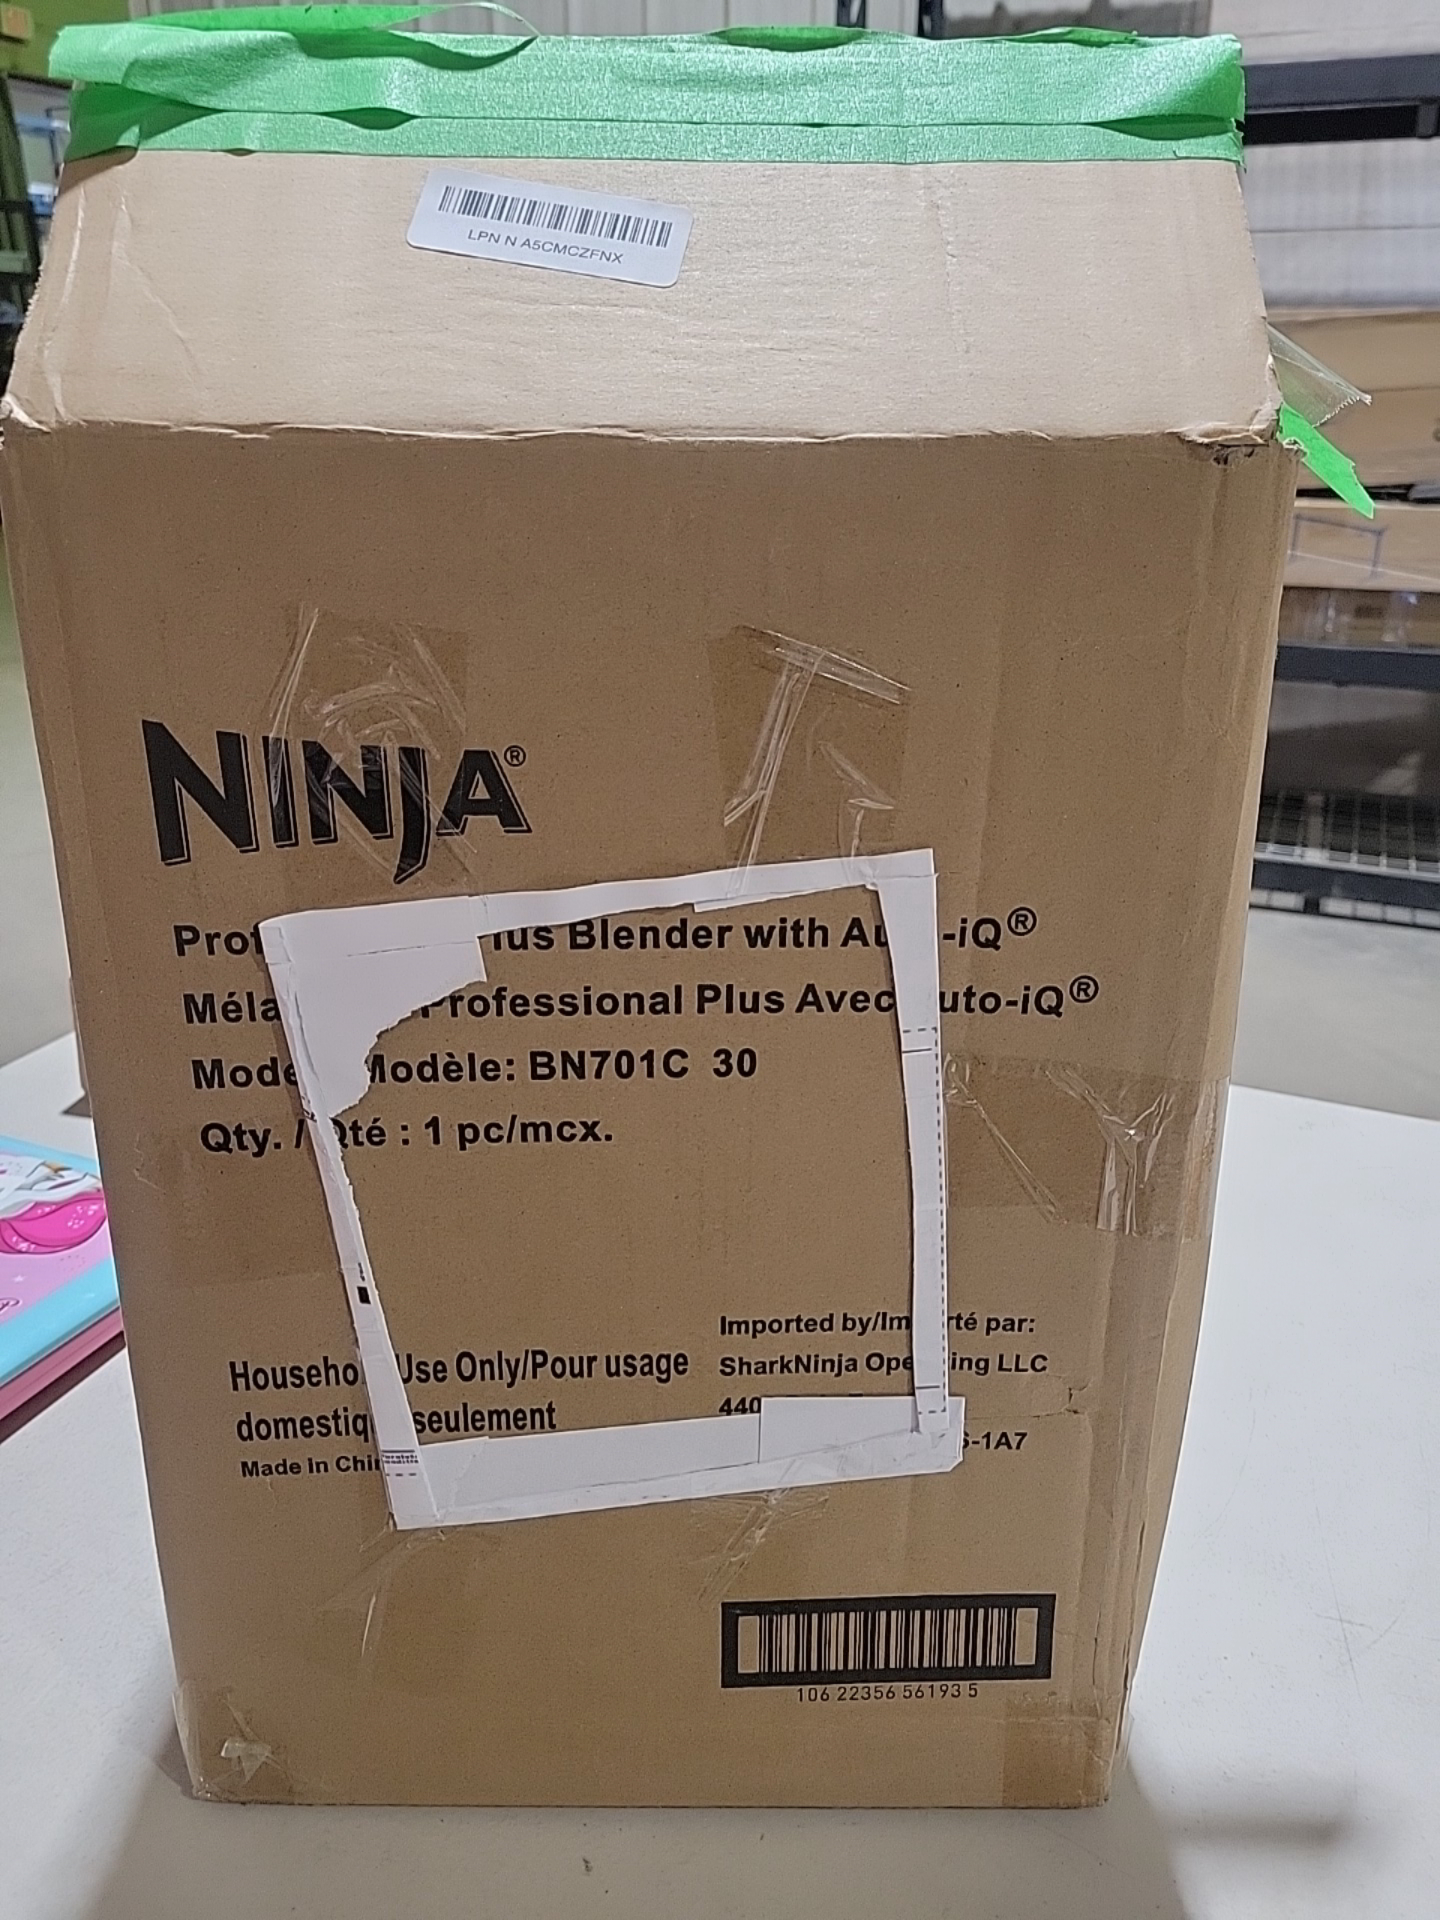 LPN N A5CMCZFNX
NINJA®
Prof lus Blender with Au -iQ®
Méla Professional Plus Avec uto-iQ®
Mode Modèle: BN701C 30
Qty. / Qté : 1 pc/mcx.
Imported by/Im rté par:
SharkNinja Ope ing LLC
440
S-1A7
Househo Use Only/Pour usage
domestiq seulement
Made In Chi
106 22356 56193 5